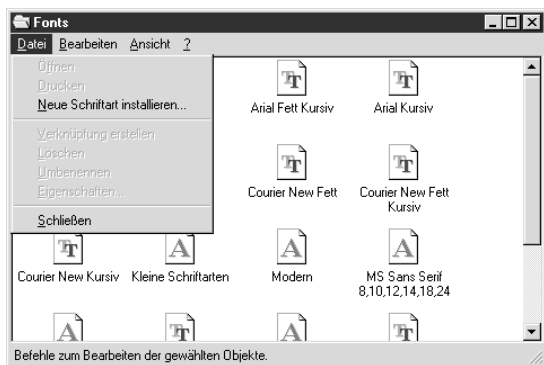 Fonts
Datei Bearbeiten Ansicht ?
Öffnen
Drucken
Neue Schriftart installieren...
Verknüpfung erstellen
Löschen
Umbenennen
Eigenschaften...
Schließen
Arial Fett Kursiv Arial Kursiv
Courier New Fett Courier New Fett
Kursiv
Courier New Kursiv Kleine Schriftarten Modern MS Sans Serif
8,10,12,14,18,24
Befehle zum Bearbeiten der gewählten Objekte.